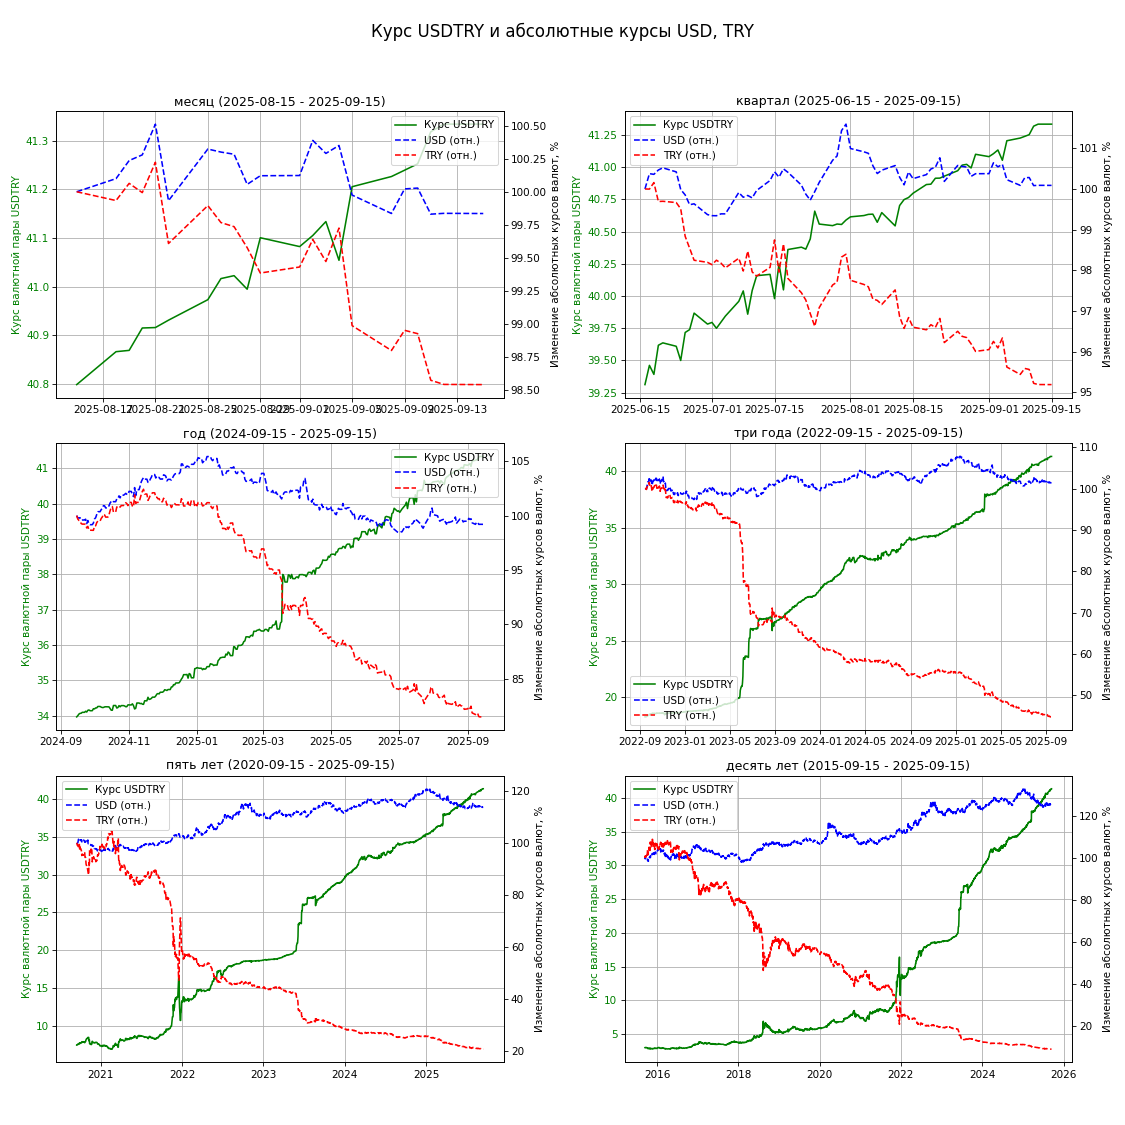 Курс USDTRY и абсолютные курсы USD, TRY
месяц (2025-08-15 - 2025-09-15)
Курс валютной пары USDTRY
41.3
41.2
41.1
41.0
40.9
40.8
Курс USDTRY
USD (отн.)
TRY (отн.)
100.50
100.25
100.00
99.75
99.50
99.25
99.00
98.75
98.50
Изменение абсолютных курсов валют, %
2025-08-17 2025-08-21 2025-08-25 2025-08-29 2025-09-01 2025-09-05 2025-09-09 2025-09-13
квартал (2025-06-15 - 2025-09-15)
Курс валютной пары USDTRY
41.25
41.00
40.75
40.50
40.25
40.00
39.75
39.50
39.25
Курс USDTRY
USD (отн.)
TRY (отн.)
101
100
99
98
97
96
95
Изменение абсолютных курсов валют, %
2025-06-15 2025-07-01 2025-07-15 2025-08-01 2025-08-15 2025-09-01 2025-09-15
год (2024-09-15 - 2025-09-15)
Курс валютной пары USDTRY
41
40
39
38
37
36
35
34
Курс USDTRY
USD (отн.)
TRY (отн.)
105
100
95
90
85
Изменение абсолютных курсов валют, %
2024-09 2024-11 2025-01 2025-03 2025-05 2025-07 2025-09
три года (2022-09-15 - 2025-09-15)
Курс валютной пары USDTRY
40
35
30
25
20
Курс USDTRY
USD (отн.)
TRY (отн.)
110
100
90
80
70
60
50
Изменение абсолютных курсов валют, %
2022-09 2023-01 2023-05 2023-09 2024-01 2024-05 2024-09 2025-01 2025-05 2025-09
пять лет (2020-09-15 - 2025-09-15)
Курс валютной пары USDTRY
40
35
30
25
20
15
10
Курс USDTRY
USD (отн.)
TRY (отн.)
120
100
80
60
40
20
Изменение абсолютных курсов валют, %
2021 2022 2023 2024 2025
десять лет (2015-09-15 - 2025-09-15)
Курс валютной пары USDTRY
40
35
30
25
20
15
10
5
Курс USDTRY
USD (отн.)
TRY (отн.)
120
100
80
60
40
20
Изменение абсолютных курсов валют, %
2016 2018 2020 2022 2024 2026